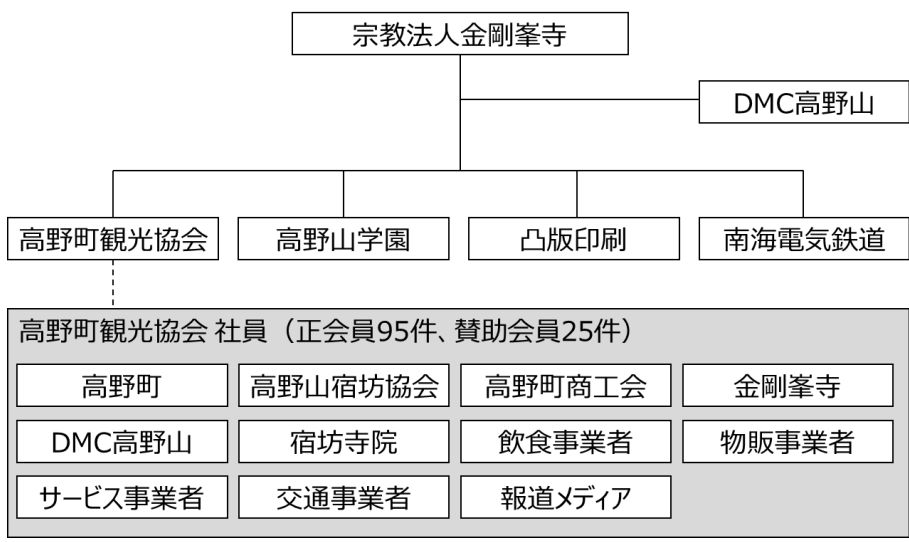 宗教法人金剛峯寺
DMC高野山
高野町観光協会
高野山学園
凸版印刷
南海電気鉄道
高野町観光協会 社員（正会員95件、賛助会員25件）
高野町
高野山宿坊協会
高野町商工会
金剛峯寺
DMC高野山
宿坊寺院
飲食事業者
物販事業者
サービス事業者
交通事業者
報道メディア